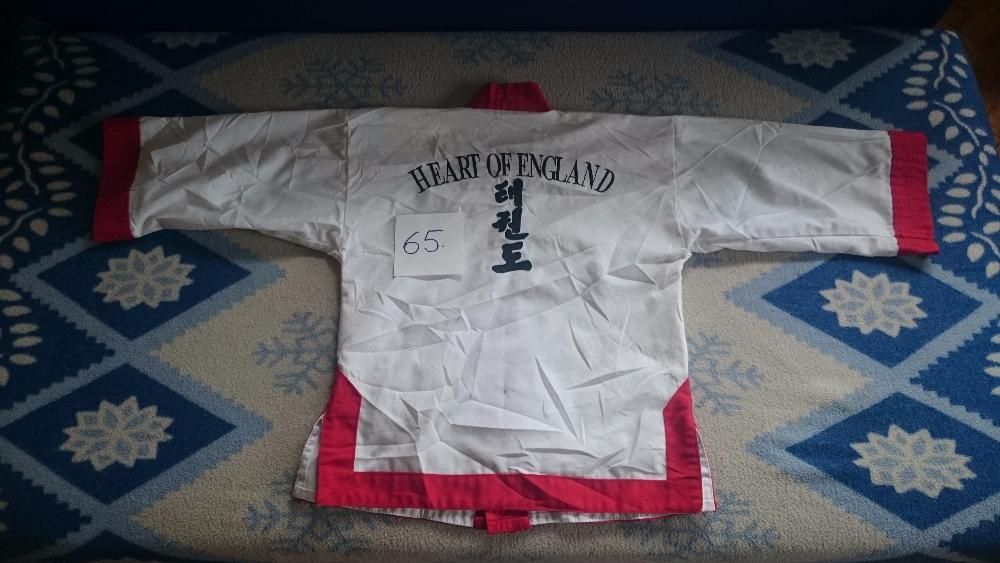 HEART OF ENGLAND
태
권
도
65.